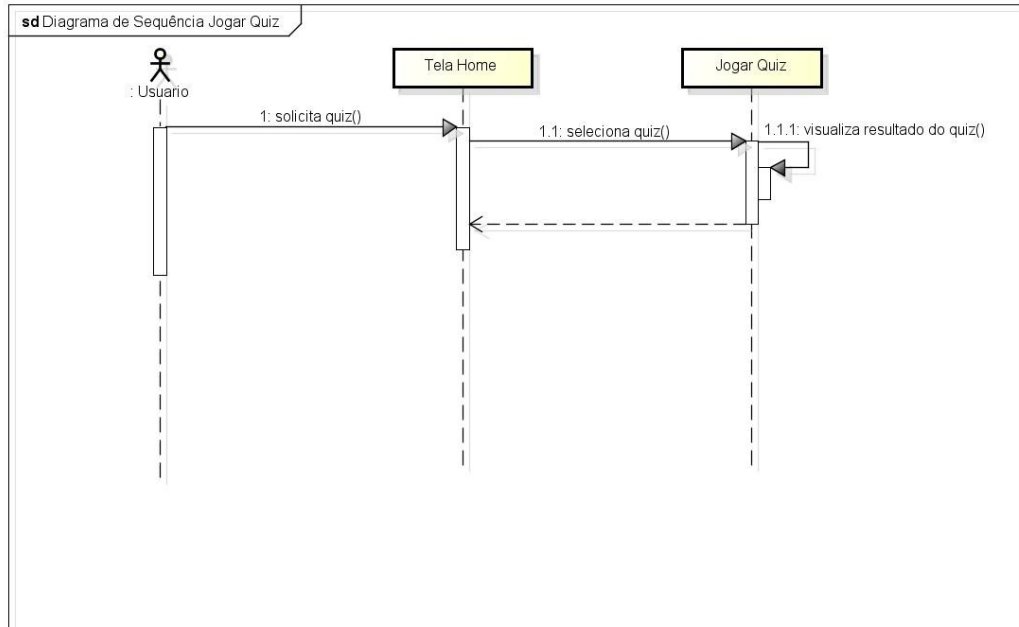 sd Diagrama de Sequência Jogar Quiz
: Usuario
Tela Home
Jogar Quiz
1: solicita quiz()
1.1: seleciona quiz()
1.1.1: visualiza resultado do quiz()